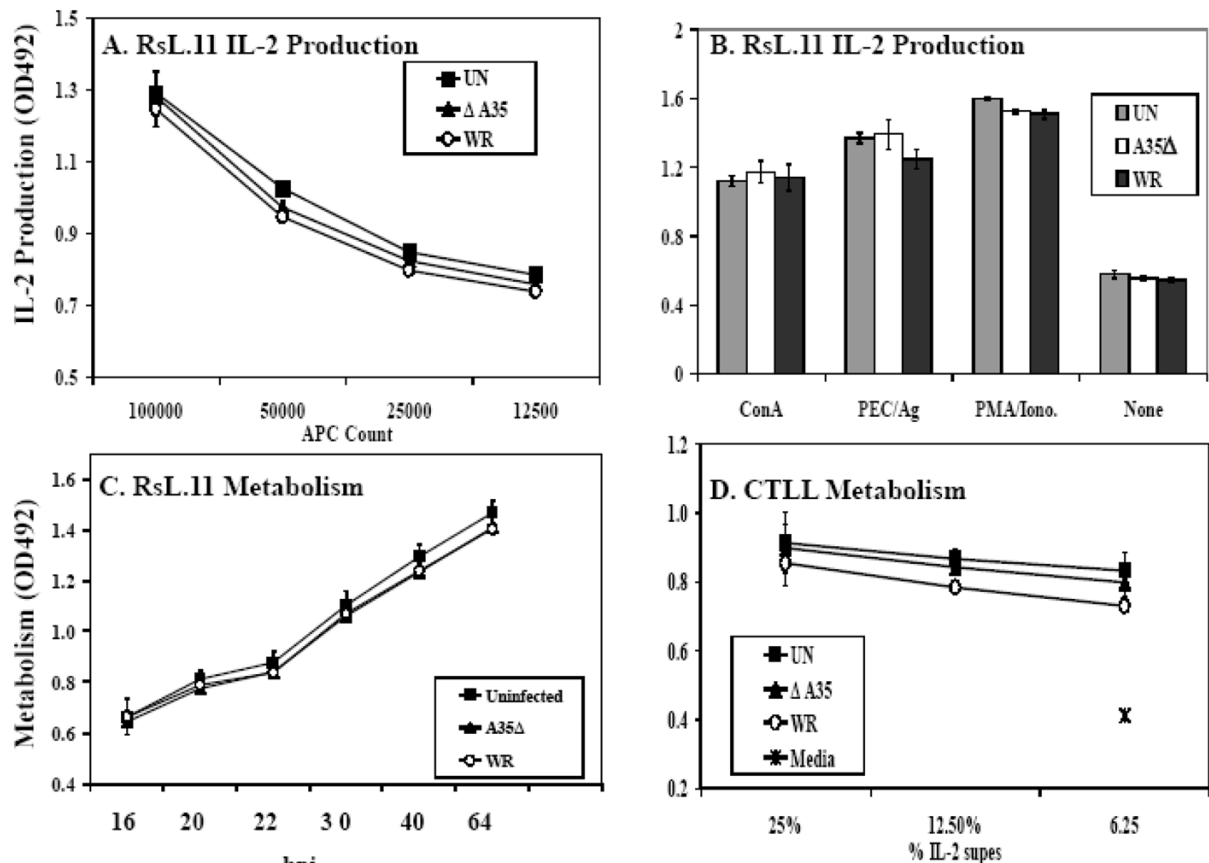 A. RsL.11 IL-2 Production
IL-2 Production (OD492)
1.5
1.3
1.1
0.9
0.7
0.5
UN
Δ A35
WR
100000 50000 25000 12500
APC Count
B. RsL.11 IL-2 Production
2
1.6
1.2
0.8
0.4
0
UN
A35/Δ
WR
ConA PEC/Ag PMA/Iono. None
C. RsL.11 Metabolism
Metabolism (OD492)
1.6
1.4
1.2
1.0
0.8
0.6
0.4
Uninfected
A35Δ
WR
16 20 22 3 0 40 64
D. CTLL Metabolism
1.2
1.0
0.8
0.6
0.4
0.2
UN
Δ A35
WR
Media
25% 12.50% 6.25
% IL-2 supes